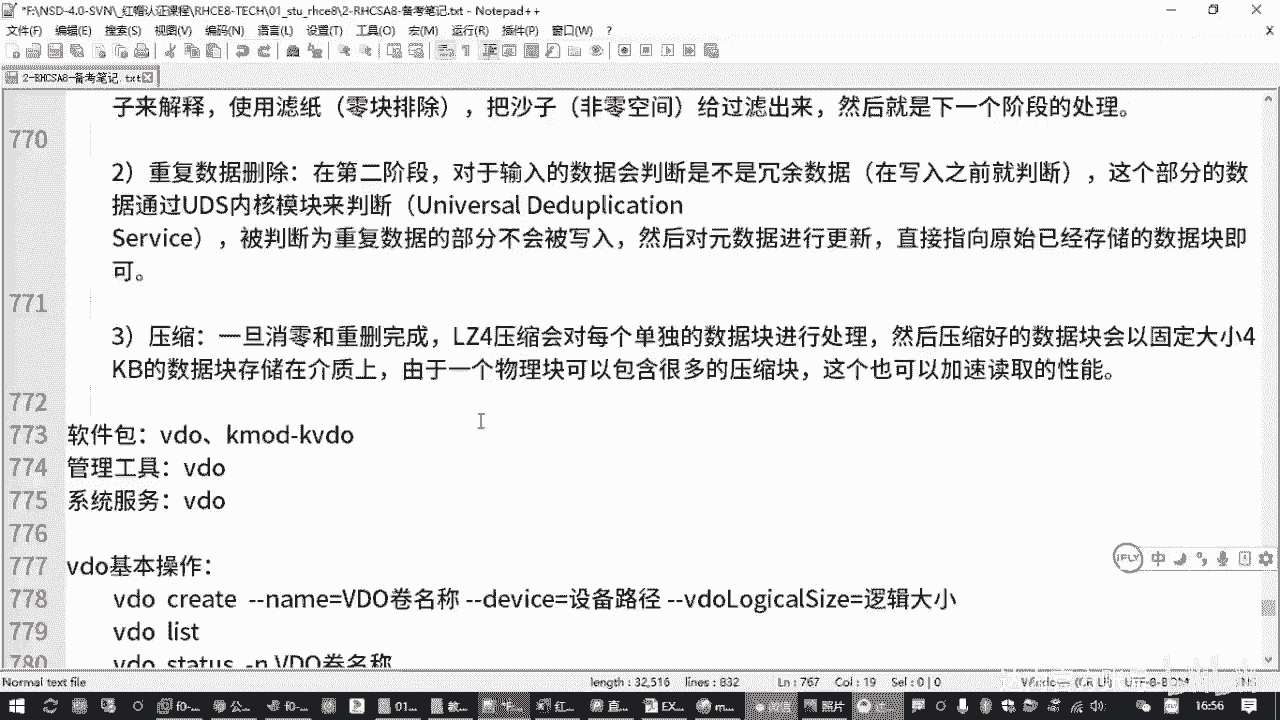 *F:\NSD-4.0-SVN\_红帽认证课程\RHCE8-TECH\01_stu_rhce8\2-RHCSA8-备考笔记.txt - Notepad++
文件(F) 编辑(E) 搜索(S) 视图(V) 编码(N) 语言(L) 设置(T) 工具(O) 宏(M) 运行(R) 插件(P) 窗口(W) ?
2-RHCSA8-备考笔记.txt
子来解释，使用滤纸（零块排除），把沙子（非零空间）给过滤出来，然后就是下一个阶段的处理。
770
2）重复数据删除：在第二阶段，对于输入的数据会判断是不是冗余数据（在写入之前就判断），这个部分的数
据通过UDS内核模块来判断（Universal Deduplication
Service），被判断为重复数据的部分不会被写入，然后对元数据进行更新，直接指向原始已经存储的数据块即
可。
771
3）压缩：一旦消零和重删完成，LZ4压缩会对每个单独的数据块进行处理，然后压缩好的数据块会以固定大小4
KB的数据块存储在介质上，由于一个物理块可以包含很多的压缩块，这个也可以加速读取的性能。
772
773 软件包：vdo、kmod-kvdo
774 管理工具：vdo
775 系统服务：vdo
776
777 vdo基本操作：
778 vdo create --name=VDO卷名称 --device=设备路径 --vdoLogicalSize=逻辑大小
779 vdo list
780 vdo status -n VDO卷名称
iFLY 中
Normal text file length : 32,516 lines : 832 Ln : 767 Col : 19 Sel : 0 | 0 UTF-8-BOM
f0-... 公... f0-... 01... 教... 红... 直... EX... m... 照片 16:56